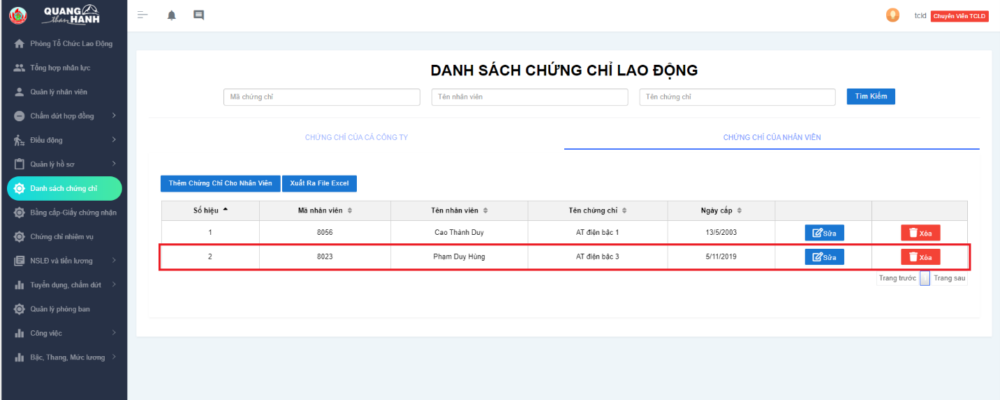 QUANG
than HANH
tcld Chuyên Viên TCLD
Phòng Tổ Chức Lao Động
Tổng hợp nhân lực
Quản lý nhân viên
Chấm dứt hợp đồng
Điều động
Quản lý hồ sơ
Danh sách chứng chỉ
Bằng cấp-Giấy chứng nhận
Chứng chỉ nhiệm vụ
NSLĐ và tiền lương
Tuyển dụng, chấm dứt
Quản lý phòng ban
Công việc
Bậc, Thang, Mức lương
DANH SÁCH CHỨNG CHỈ LAO ĐỘNG
Mã chứng chỉ Tên nhân viên Tên chứng chỉ Tìm Kiếm
CHỨNG CHỈ CỦA CẢ CÔNG TY CHỨNG CHỈ CỦA NHÂN VIÊN
Thêm Chứng Chỉ Cho Nhân Viên Xuất Ra File Excel
Số hiệu Mã nhân viên Tên nhân viên Tên chứng chỉ Ngày cấp
1 8056 Cao Thành Duy AT điện bậc 1 13/5/2003 Sửa Xóa
2 8023 Phạm Duy Hùng AT điện bậc 3 5/11/2019 Sửa Xóa
Trang trước 1 Trang sau